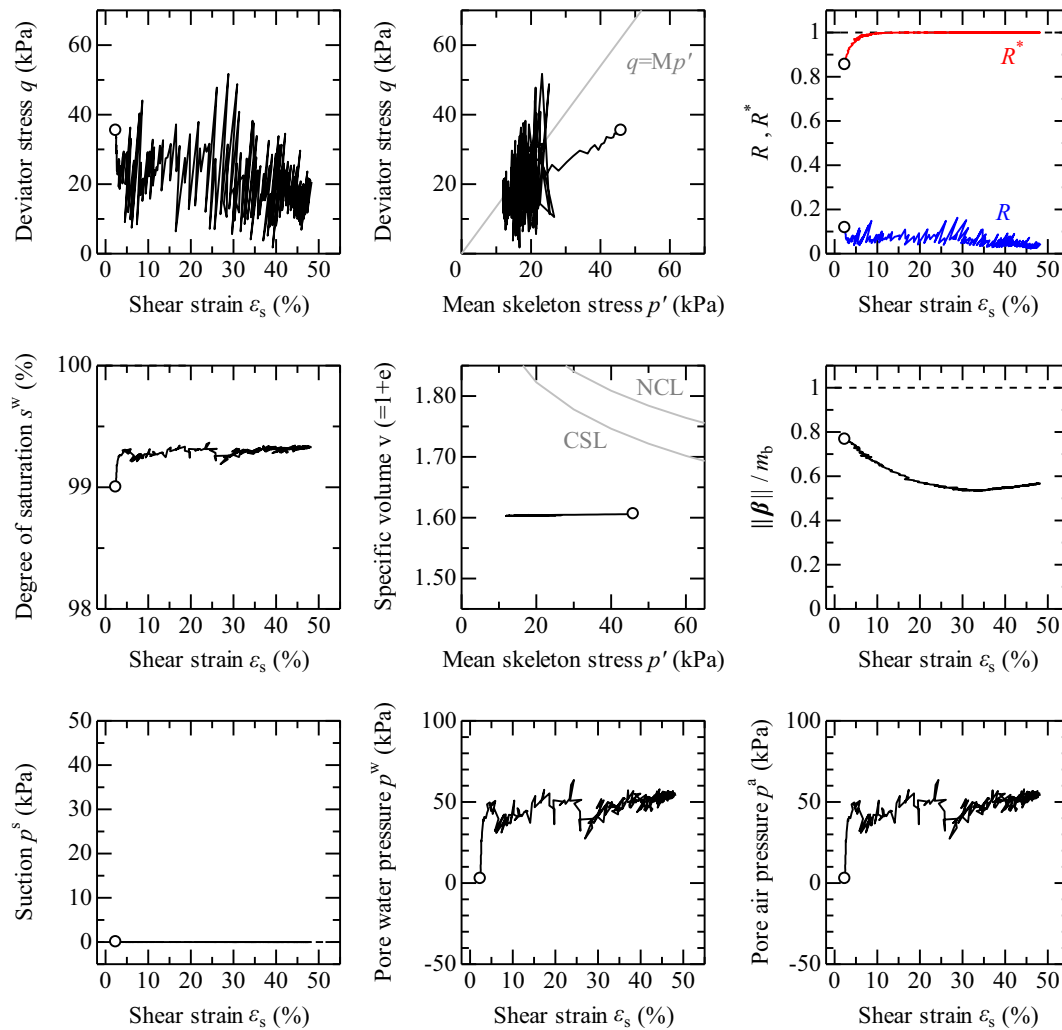 Deviator stress q (kPa)
60
40
20
0
0 10 20 30 40 50
Shear strain εs (%)
Deviator stress q (kPa)
60
40
20
0
q=Mp′
0 20 40 60
Mean skeleton stress p′ (kPa)
R , R*
1
0.8
0.6
0.4
0.2
0
R*
R
0 10 20 30 40 50
Shear strain εs (%)
Degree of saturation sʷ (%)
100
99
98
0 10 20 30 40 50
Shear strain εs (%)
Specific volume v (=1+e)
1.80
1.70
1.60
1.50
NCL
CSL
0 20 40 60
Mean skeleton stress p′ (kPa)
||β|| / mb
1
0.8
0.6
0.4
0.2
0
0 10 20 30 40 50
Shear strain εs (%)
Suction pˢ (kPa)
50
40
30
20
10
0
0 10 20 30 40 50
Shear strain εs (%)
Pore water pressure pʷ (kPa)
100
50
0
-50
0 10 20 30 40 50
Shear strain εs (%)
Pore air pressure pᵃ (kPa)
100
50
0
-50
0 10 20 30 40 50
Shear strain εs (%)